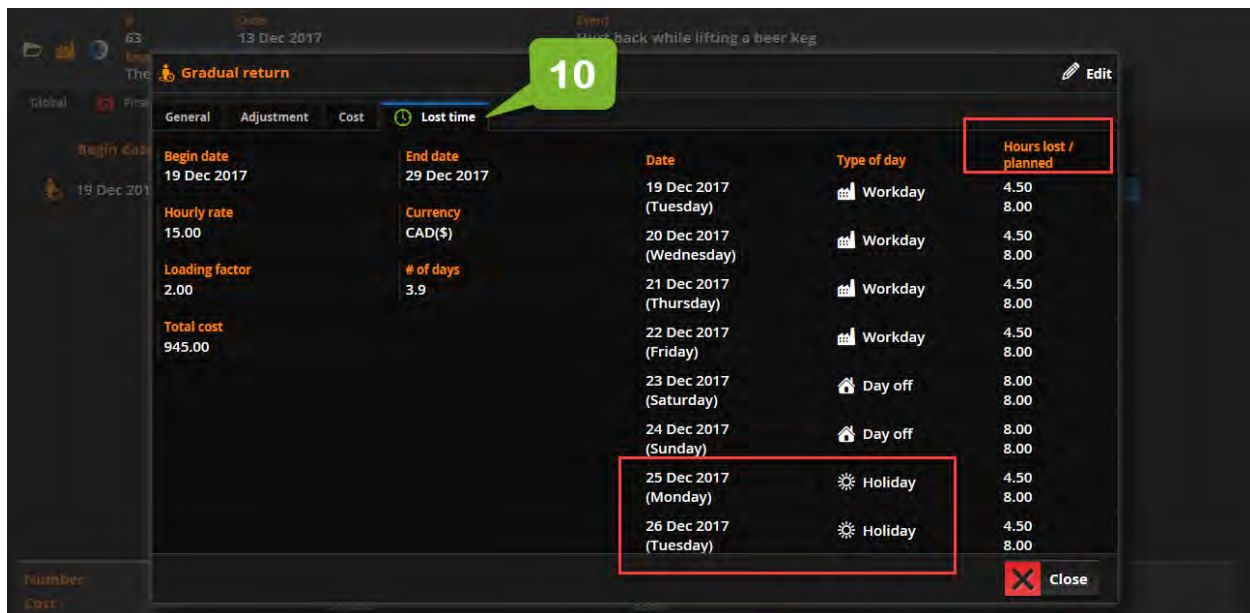 #
Date
Event
63
13 Dec 2017
Hurt back while lifting a beer keg
The
Gradual return
10
Edit
Global
First
General
Adjustment
Cost
Lost time
Begin date
19 Dec 201
Begin date
19 Dec 2017
End date
29 Dec 2017
Hourly rate
15.00
Currency
CAD($)
Loading factor
2.00
# of days
3.9
Total cost
945.00
Date
Type of day
Hours lost /
planned
19 Dec 2017
(Tuesday)
Workday
4.50
8.00
20 Dec 2017
(Wednesday)
Workday
4.50
8.00
21 Dec 2017
(Thursday)
Workday
4.50
8.00
22 Dec 2017
(Friday)
Workday
4.50
8.00
23 Dec 2017
(Saturday)
Day off
8.00
8.00
24 Dec 2017
(Sunday)
Day off
8.00
8.00
25 Dec 2017
(Monday)
Holiday
4.50
8.00
26 Dec 2017
(Tuesday)
Holiday
4.50
8.00
Close
Number
Cost